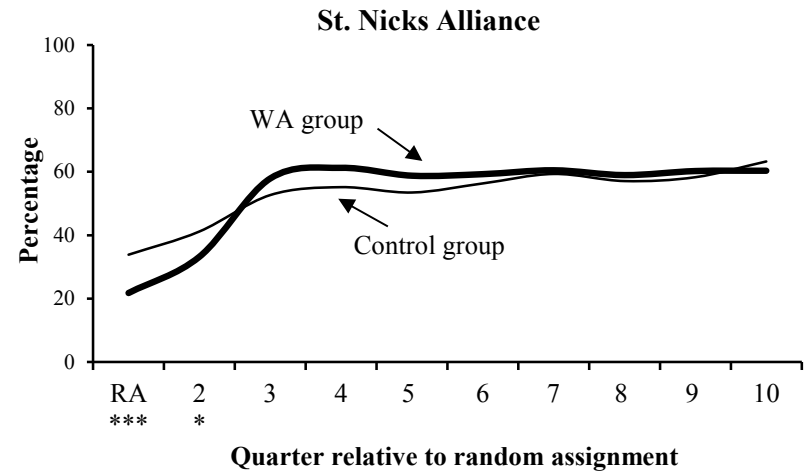 St. Nicks Alliance
100
80
60
40
20
0
Percentage
WA group
Control group
RA 2 3 4 5 6 7 8 9 10
*** *
Quarter relative to random assignment